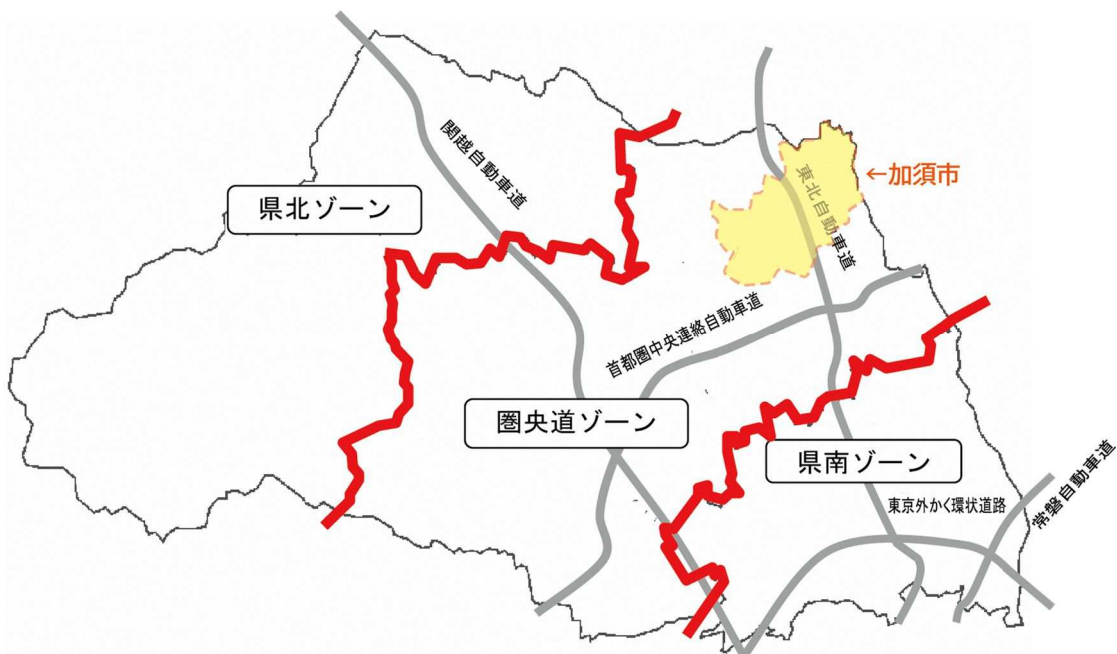 関越自動車道
東北自動車道
←加須市
県北ゾーン
首都圏中央連絡自動車道
圏央道ゾーン
県南ゾーン
東京外かく環状道路
常磐自動車道